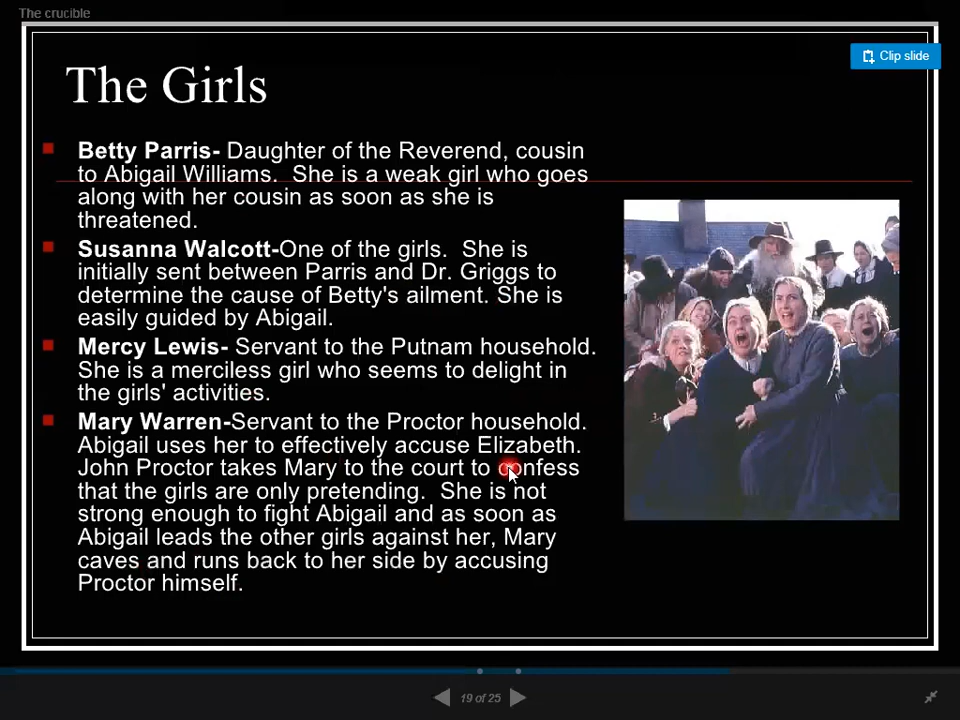 The crucible
Clip slide
The Girls
Betty Parris- Daughter of the Reverend, cousin
to Abigail Williams.  She is a weak girl who goes
along with her cousin as soon as she is
threatened.
Susanna Walcott-One of the girls.  She is
initially sent between Parris and Dr. Griggs to
determine the cause of Betty's ailment. She is
easily guided by Abigail.
Mercy Lewis- Servant to the Putnam household.
She is a merciless girl who seems to delight in
the girls' activities.
Mary Warren-Servant to the Proctor household.
Abigail uses her to effectively accuse Elizabeth.
John Proctor takes Mary to the court to confess
that the girls are only pretending.  She is not
strong enough to fight Abigail and as soon as
Abigail leads the other girls against her, Mary
caves and runs back to her side by accusing
Proctor himself.
19 of 25